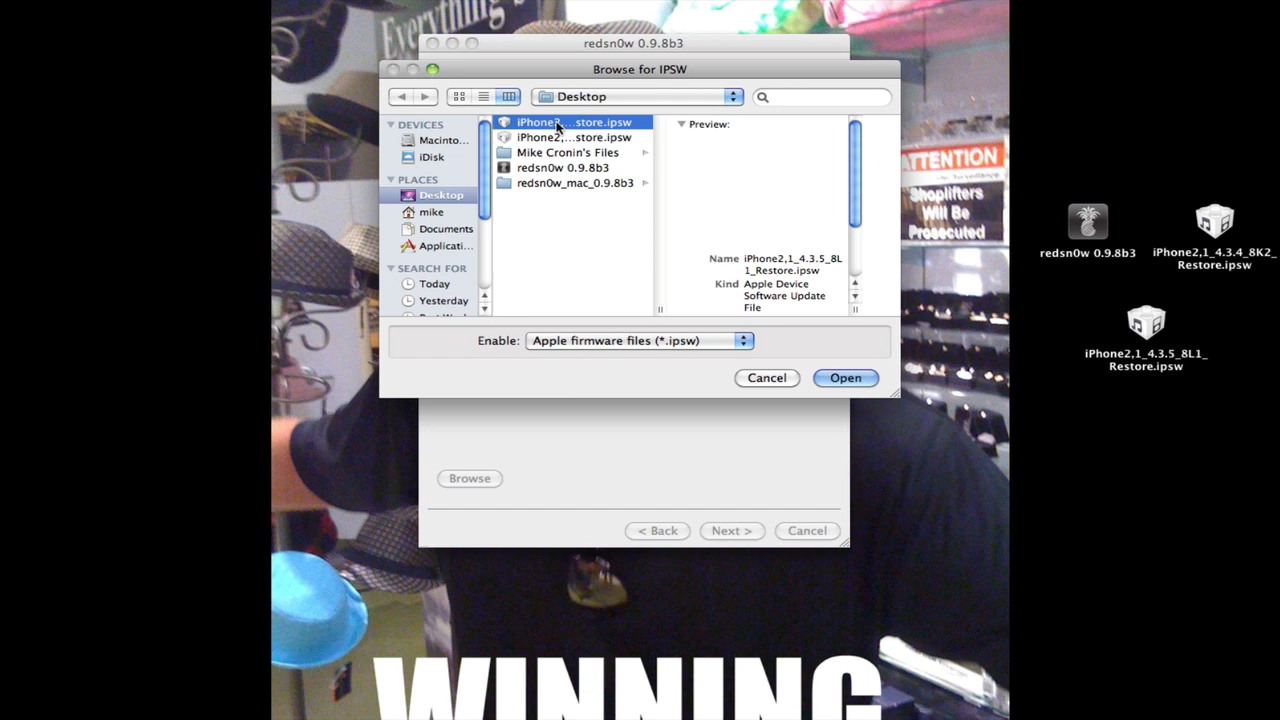 Everything's
redsn0w 0.9.8b3
Browse for IPSW
Desktop
DEVICES
Macinto...
iDisk
PLACES
Desktop
mike
Documents
Applicati...
SEARCH FOR
Today
Yesterday
iPhone2,...store.ipsw
iPhone2,...store.ipsw
Mike Cronin's Files
redsn0w 0.9.8b3
redsn0w_mac_0.9.8b3
Preview:
Name iPhone2,1_4.3.5_8L
1_Restore.ipsw
Kind Apple Device
Software Update
File
Enable: Apple firmware files (*.ipsw)
Cancel
Open
Browse
< Back
Next >
Cancel
ATTENTION
Shoplifters
Will Be
Prosecuted
redsn0w 0.9.8b3
iPhone2,1_4.3.4_8K2_
Restore.ipsw
iPhone2,1_4.3.5_8L1_
Restore.ipsw
WINNING